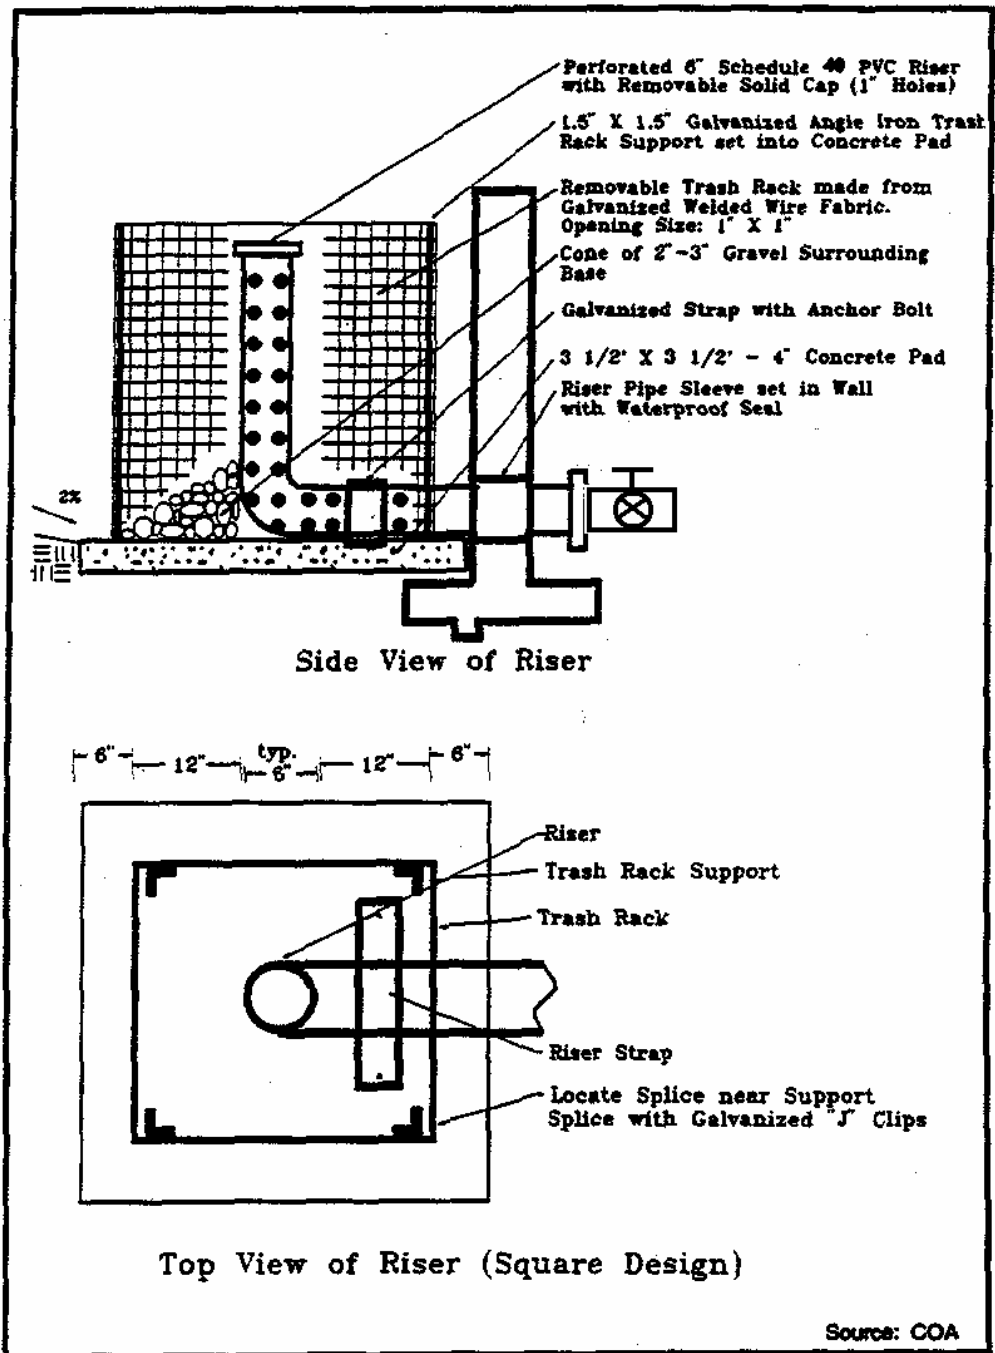 Perforated 6" Schedule 40 PVC Riser
with Removable Solid Cap (1" Holes)
1.5" X 1.5" Galvanized Angle Iron Trash
Rack Support set into Concrete Pad
Removable Trash Rack made from
Galvanized Welded Wire Fabric.
Opening Size: 1" X 1"
Cone of 2"-3" Gravel Surrounding
Base
Galvanized Strap with Anchor Bolt
3 1/2' X 3 1/2' - 4" Concrete Pad
Riser Pipe Sleeve set in Wall
with Waterproof Seal
2%
Side View of Riser
6"
12"
typ.
6"
12"
6"
Riser
Trash Rack Support
Trash Rack
Riser Strap
Locate Splice near Support
Splice with Galvanized "J" Clips
Top View of Riser (Square Design)
Source: COA